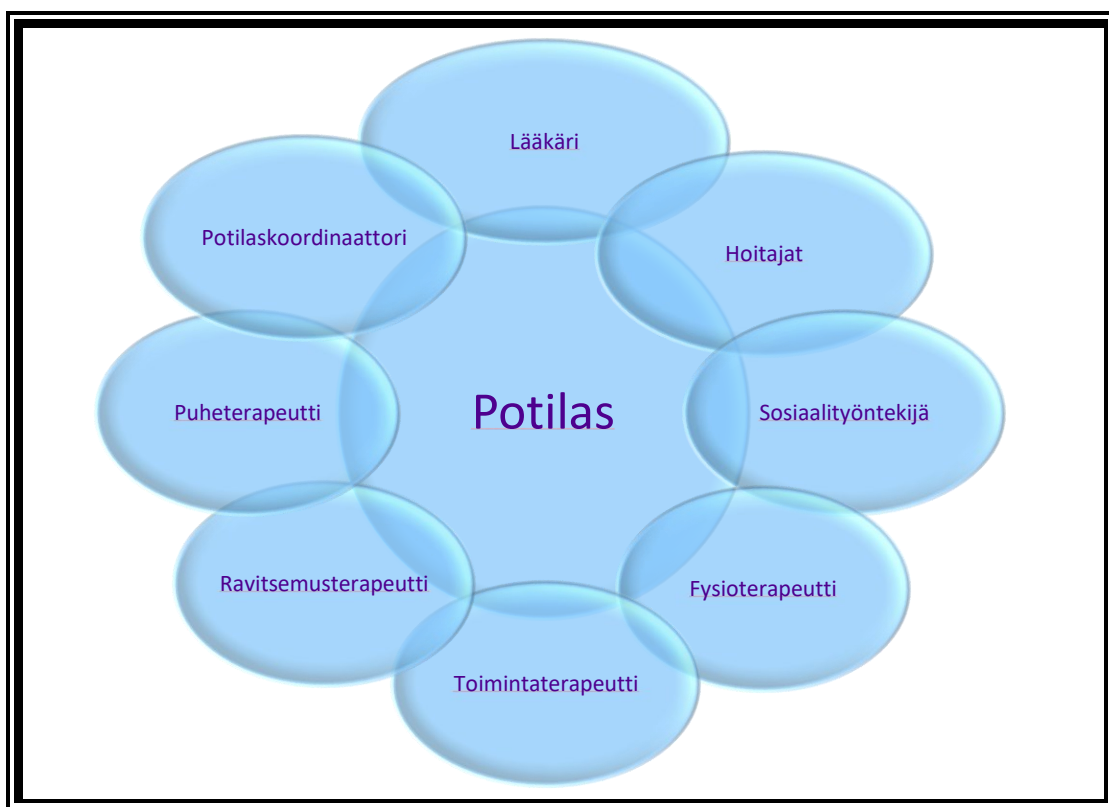 Lääkäri
Potilaskoordinaattori
Hoitajat
Puheterapeutti
Potilas
Sosiaalityöntekijä
Ravitsemusterapeutti
Fysioterapeutti
Toimintaterapeutti